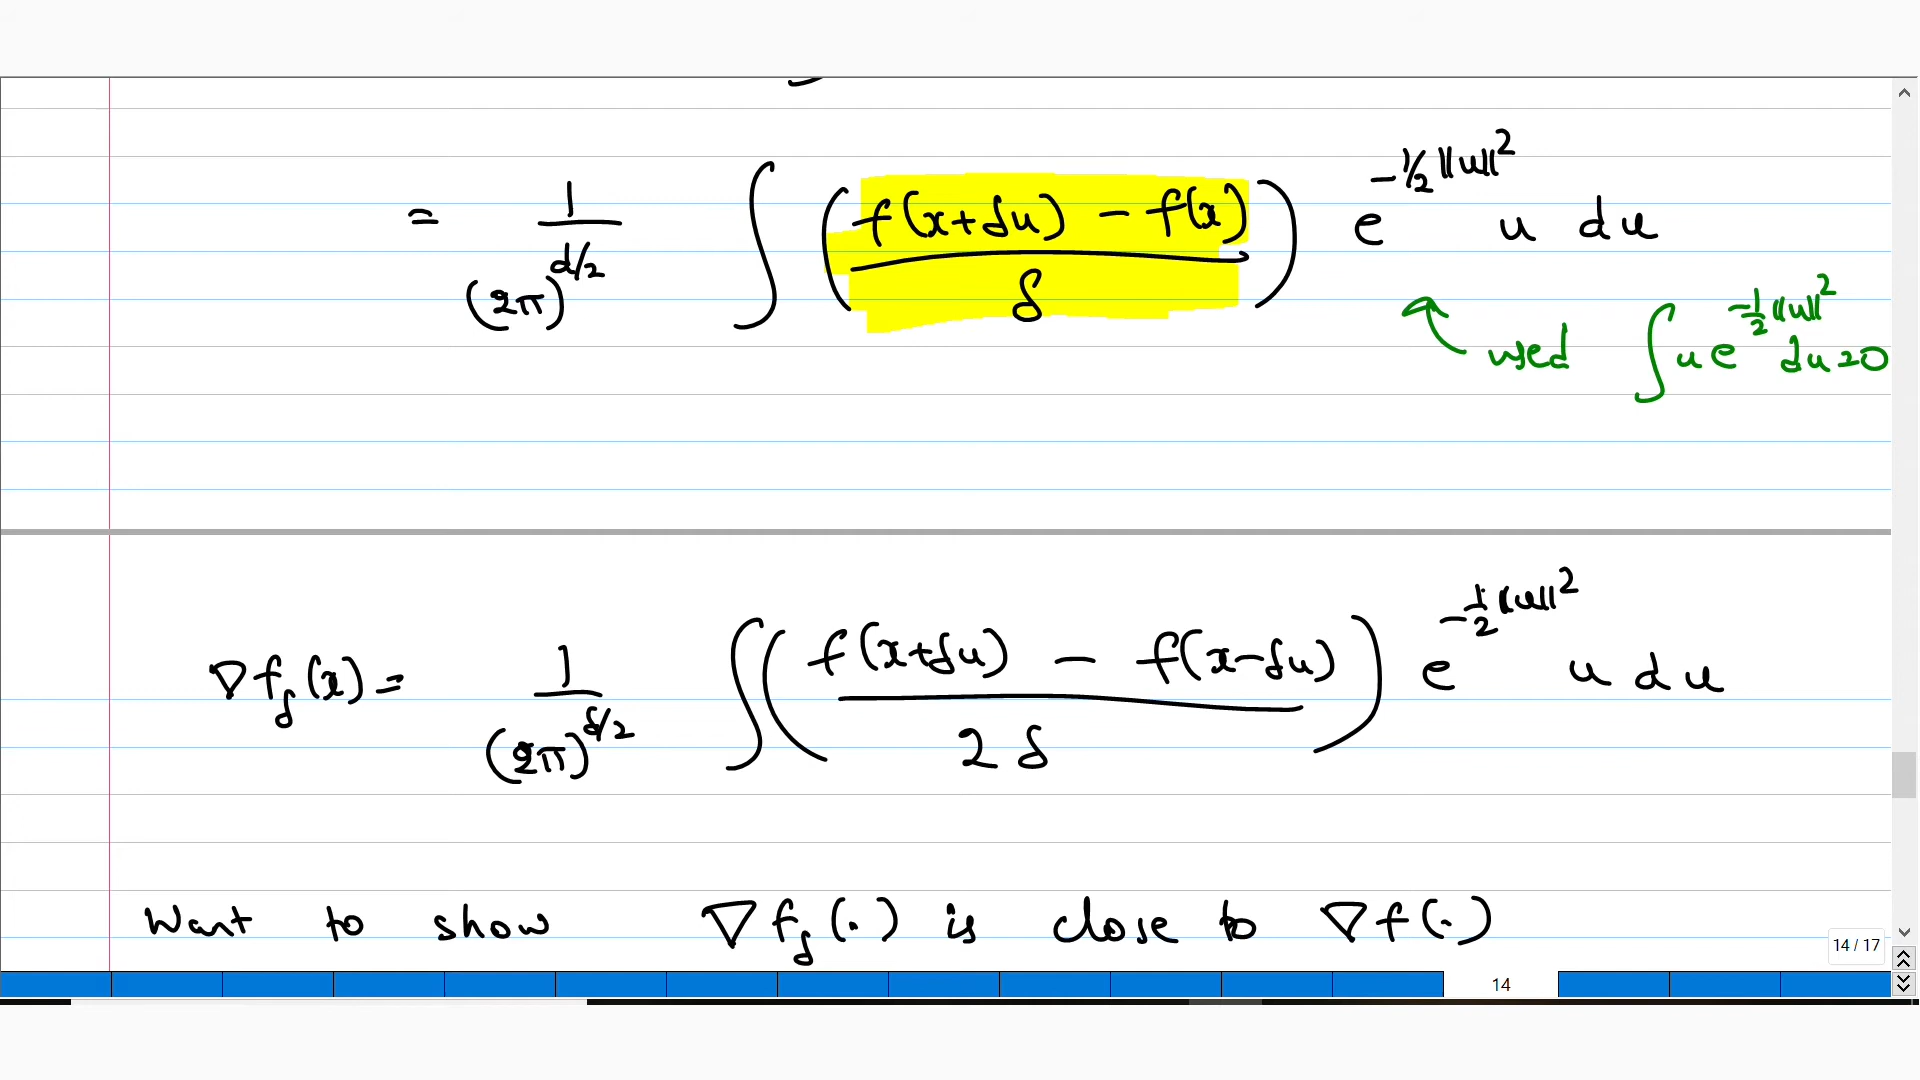 = 1/(2π)^{d/2} ∫ ( (f(x+δu) − f(x))/δ ) e^{−1/2 ||u||^2} u du
used ∫ u e^{−1/2 ||u||^2} du = 0
∇f_δ(x) = 1/(2π)^{d/2} ∫ ( (f(x+δu) − f(x−δu))/2δ ) e^{−1/2 ||u||^2} u du
Want to show ∇f_δ(.) is close to ∇f(.)
14 / 17
14